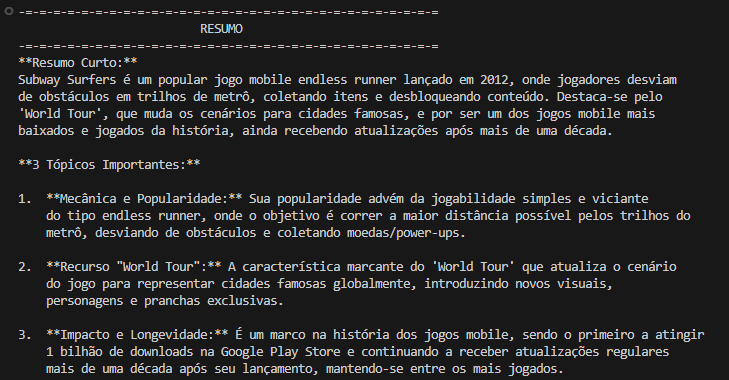 -=-=-=-=-=-=-=-=-=-=-=-=-=-=-=-=-=-=-=-=-=-=-=-=-=-=-=-=-=-=
RESUMO
-=-=-=-=-=-=-=-=-=-=-=-=-=-=-=-=-=-=-=-=-=-=-=-=-=-=-=-=-=-=
**Resumo Curto:**
Subway Surfers é um popular jogo mobile endless runner lançado em 2012, onde jogadores desviam
de obstáculos em trilhos de metrô, coletando itens e desbloqueando conteúdo. Destaca-se pelo
'World Tour', que muda os cenários para cidades famosas, e por ser um dos jogos mobile mais
baixados e jogados da história, ainda recebendo atualizações após mais de uma década.
**3 Tópicos Importantes:**
1. **Mecânica e Popularidade:** Sua popularidade advém da jogabilidade simples e viciante
do tipo endless runner, onde o objetivo é correr a maior distância possível pelos trilhos do
metrô, desviando de obstáculos e coletando moedas/power-ups.
2. **Recurso "World Tour":** A característica marcante do 'World Tour' que atualiza o cenário
do jogo para representar cidades famosas globalmente, introduzindo novos visuais,
personagens e pranchas exclusivas.
3. **Impacto e Longevidade:** É um marco na história dos jogos mobile, sendo o primeiro a atingir
1 bilhão de downloads na Google Play Store e continuando a receber atualizações regulares
mais de uma década após seu lançamento, mantendo-se entre os mais jogados.